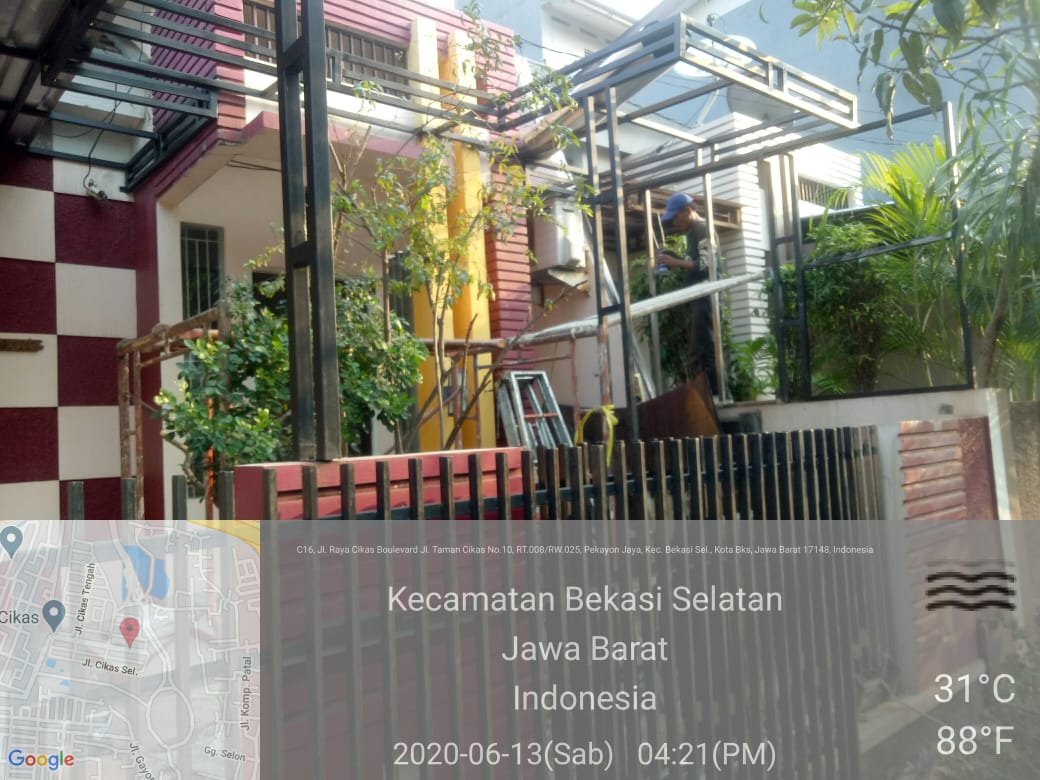 C16, Jl. Raya Cikas Boulevard Jl. Taman Cikas No.10, RT.008/RW.025, Pekayon Jaya, Kec. Bekasi Sel., Kota Bks, Jawa Barat 17148, Indonesia
Kecamatan Bekasi Selatan
Jawa Barat
Indonesia
2020-06-13(Sab) 04:21(PM)
31°C
88°F
Jl. Cikas Tengah
Cikas
Jl. Cikas Sel.
Jl. Komp. Patal
Gg. Selon
Jl. Gayo
Google